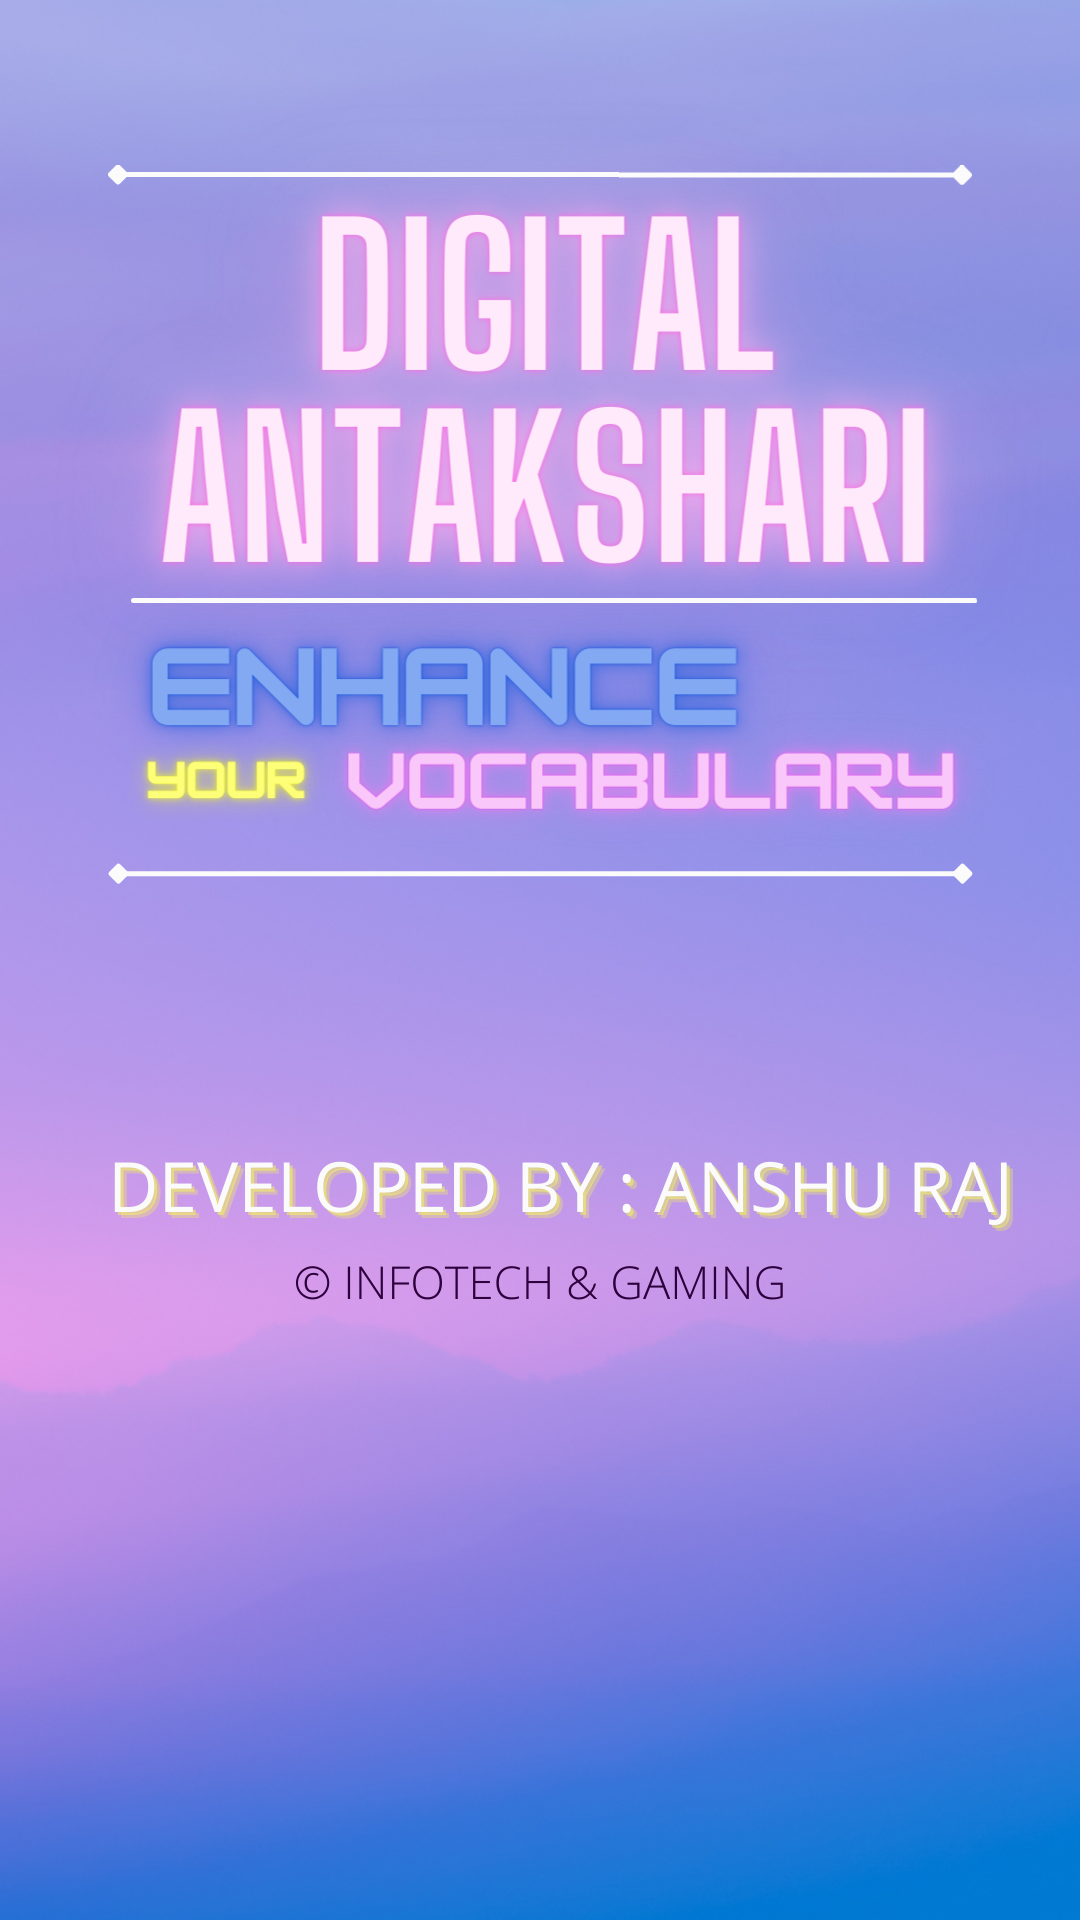 DIGITAL
ANTAKSHARI
ENHANCE
YOUR VOCABULARY
DEVELOPED BY : ANSHU RAJ
© INFOTECH & GAMING